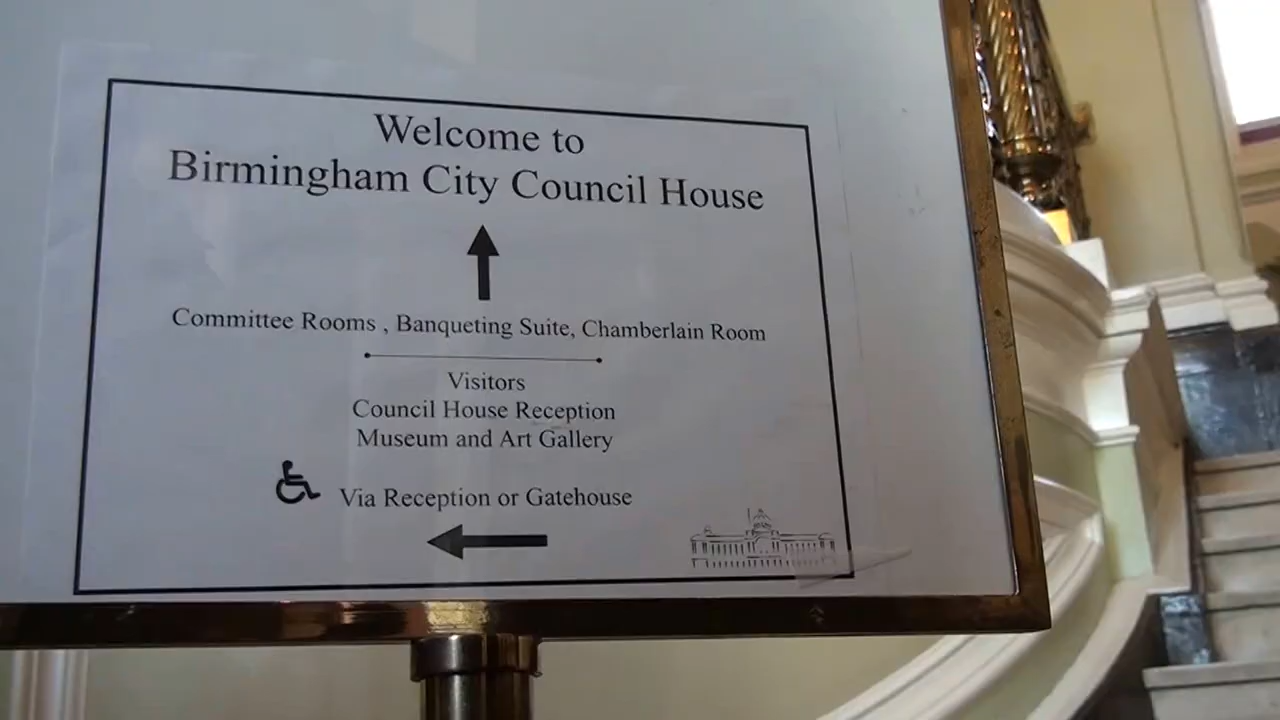 Welcome to
Birmingham City Council House
Committee Rooms , Banqueting Suite, Chamberlain Room
Visitors
Council House Reception
Museum and Art Gallery
Via Reception or Gatehouse